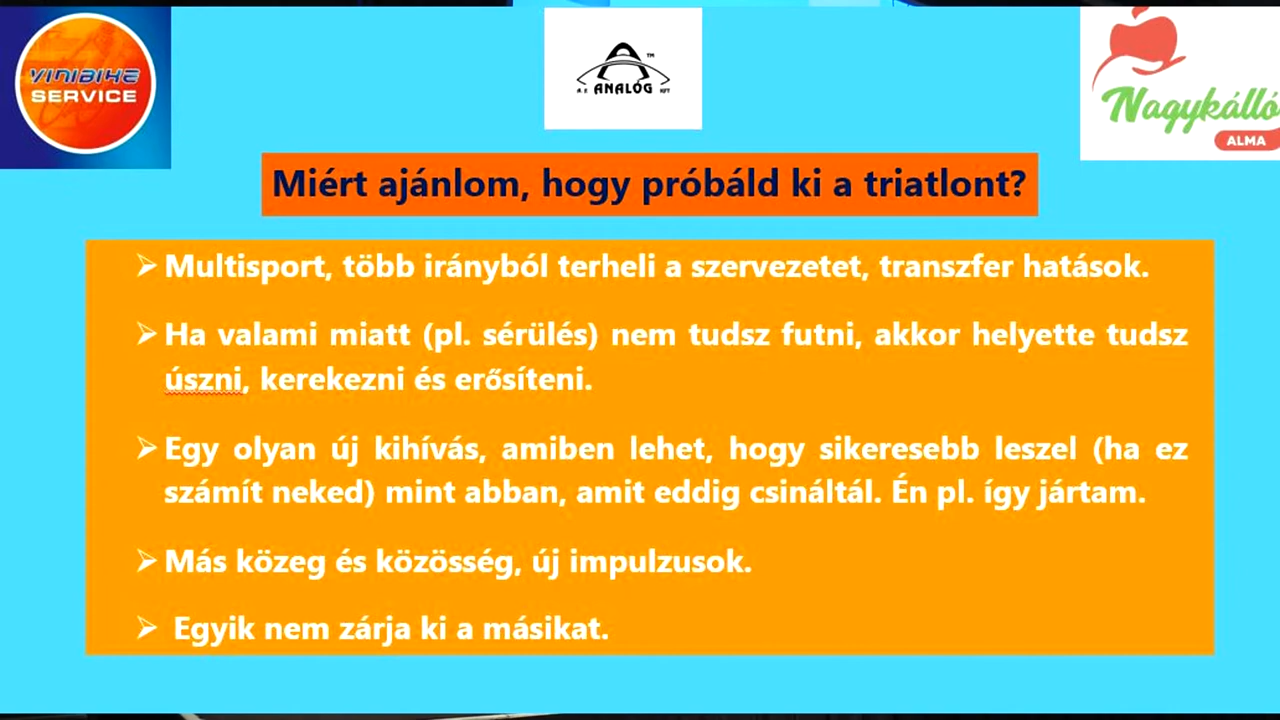 VINIBIKE
SERVICE
A
™
A. E ANALÓG KFT
Nagykálló
ALMA
Miért ajánlom, hogy próbáld ki a triatlont?
➢ Multisport, több irányból terheli a szervezetet, transzfer hatások.
➢ Ha valami miatt (pl. sérülés) nem tudsz futni, akkor helyette tudsz
úszni, kerekezni és erősíteni.
➢ Egy olyan új kihívás, amiben lehet, hogy sikeresebb leszel (ha ez
számít neked) mint abban, amit eddig csináltál. Én pl. így jártam.
➢ Más közeg és közösség, új impulzusok.
➢ Egyik nem zárja ki a másikat.